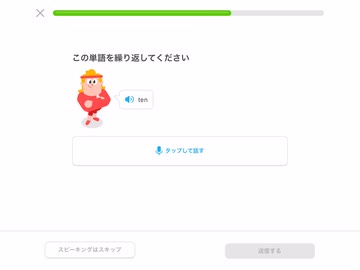 この単語を繰り返してください
ten
タップして話す
スピーキングはスキップ
送信する